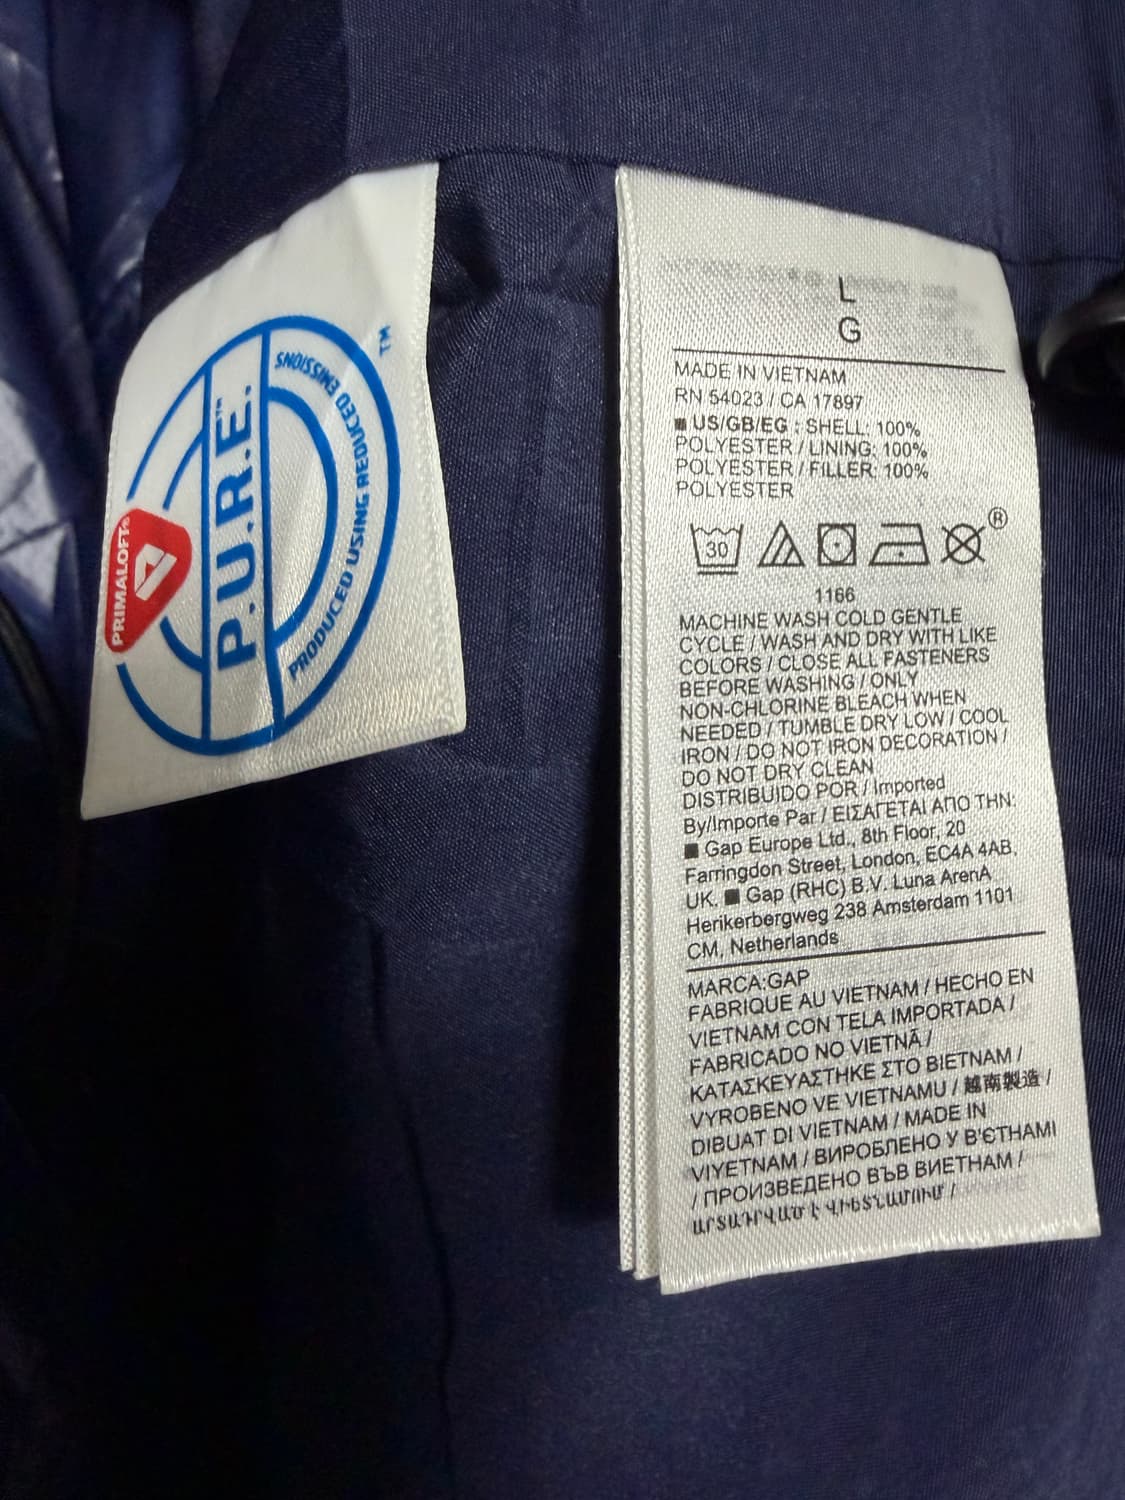 PRIMALOFT®
P.U.R.E.™
PRODUCED USING REDUCED EMISSIONS
TM
L
G
MADE IN VIETNAM
RN 54023 / CA 17897
■ US/GB/EG : SHELL: 100%
POLYESTER / LINING: 100%
POLYESTER / FILLER: 100%
POLYESTER
30
®
1166
MACHINE WASH COLD GENTLE
CYCLE / WASH AND DRY WITH LIKE
COLORS / CLOSE ALL FASTENERS
BEFORE WASHING / ONLY
NON-CHLORINE BLEACH WHEN
NEEDED / TUMBLE DRY LOW / COOL
IRON / DO NOT IRON DECORATION /
DO NOT DRY CLEAN
DISTRIBUIDO POR / Imported
By/Importe Par / ΕΙΣΑΓΕΤΑΙ ΑΠΟ ΤΗΝ:
■ Gap Europe Ltd., 8th Floor, 20
Farringdon Street, London, EC4A 4AB,
UK. ■ Gap (RHC) B.V. Luna ArenA
Herikerbergweg 238 Amsterdam 1101
CM, Netherlands
MARCA:GAP
FABRIQUE AU VIETNAM / HECHO EN
VIETNAM CON TELA IMPORTADA /
FABRICADO NO VIETNÃ /
ΚΑΤΑΣΚΕΥΑΣΤΗΚΕ ΣΤΟ ΒΙΕΤΝΑΜ /
VYROBENO VE VIETNAMU / 越南製造 /
DIBUAT DI VIETNAM / MADE IN
VIYETNAM / ВИРОБЛЕНО У В'ЄТНАМІ
/ ПРОИЗВЕДЕНО ВЪВ ВИЕТНАМ /
ԱՐՏԱԴՐՎԱԾ Է ՎԻԵՏՆԱՄՈՒՄ /